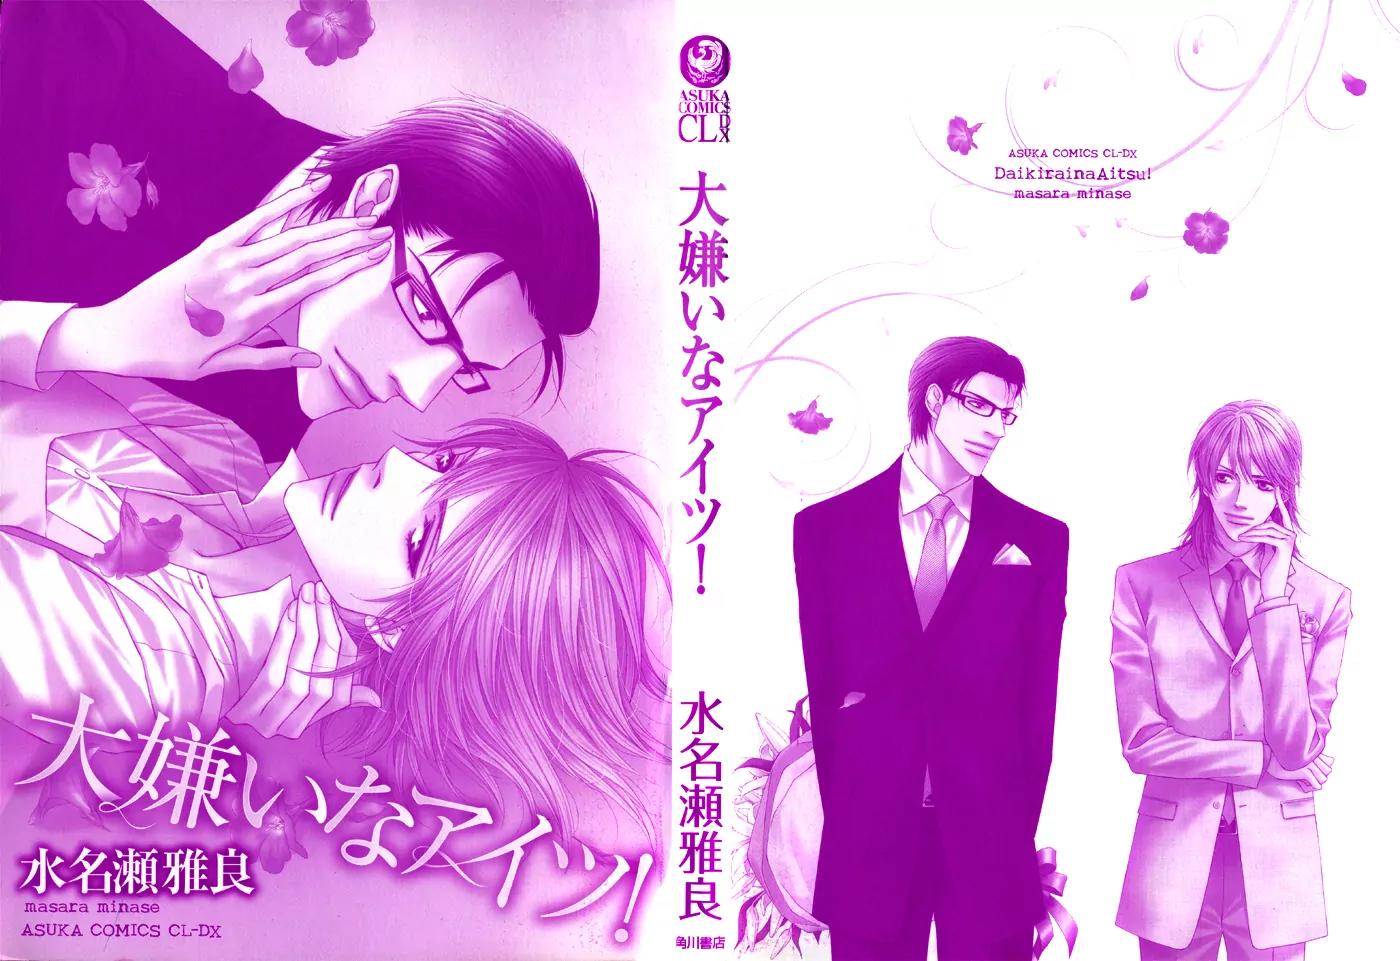 大嫌いなアイツ!
水名瀬雅良
masara minase
ASUKA COMICS CL-DX
ASUKA
COMICS
CL DX
大嫌いなアイツ!
水名瀬雅良
角川書店
ASUKA COMICS CL-DX
DaikirainaAitsu!
masara minase